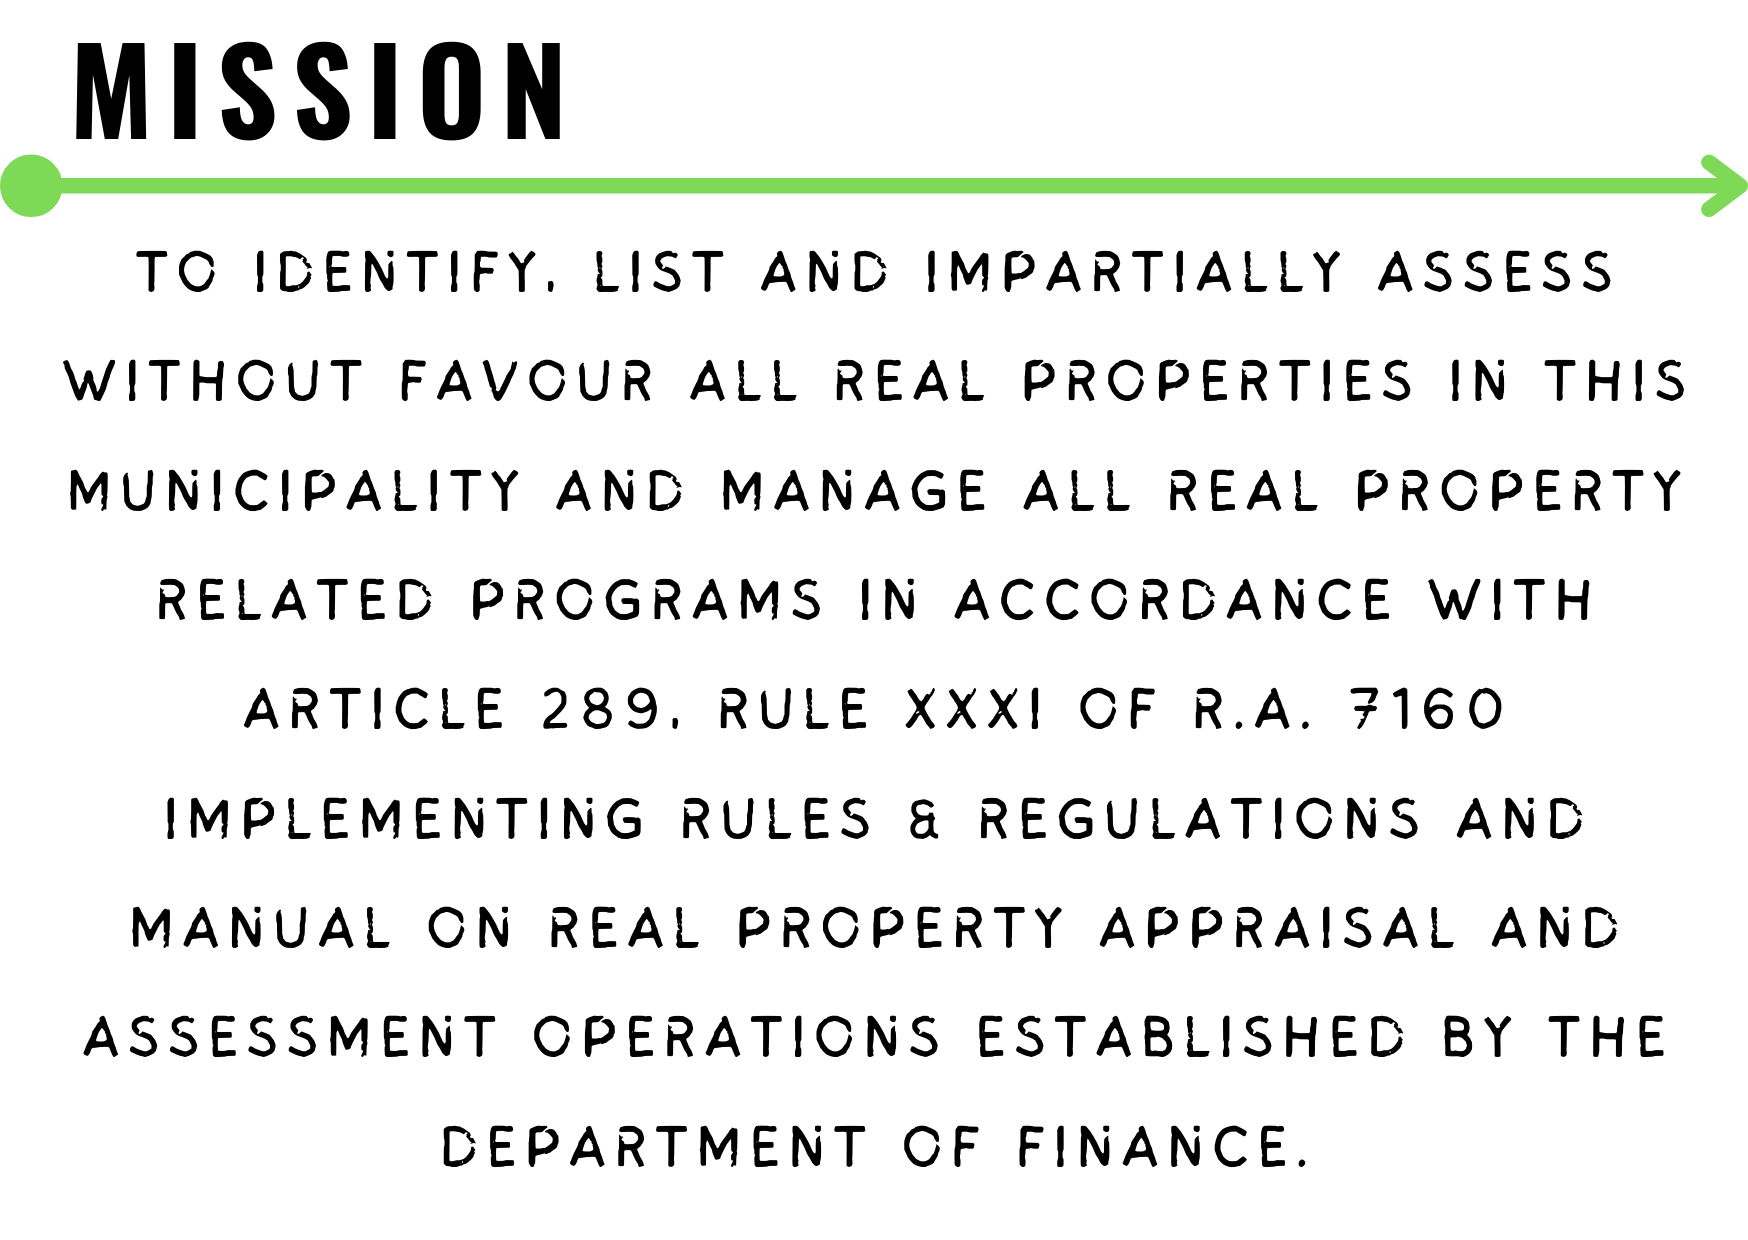 MISSION
TO IDENTIFY, LIST AND IMPARTIALLY ASSESS
WITHOUT FAVOUR ALL REAL PROPERTIES IN THIS
MUNICIPALITY AND MANAGE ALL REAL PROPERTY
RELATED PROGRAMS IN ACCORDANCE WITH
ARTICLE 289, RULE XXXI OF R.A. 7160
IMPLEMENTING RULES & REGULATIONS AND
MANUAL ON REAL PROPERTY APPRAISAL AND
ASSESSMENT OPERATIONS ESTABLISHED BY THE
DEPARTMENT OF FINANCE.